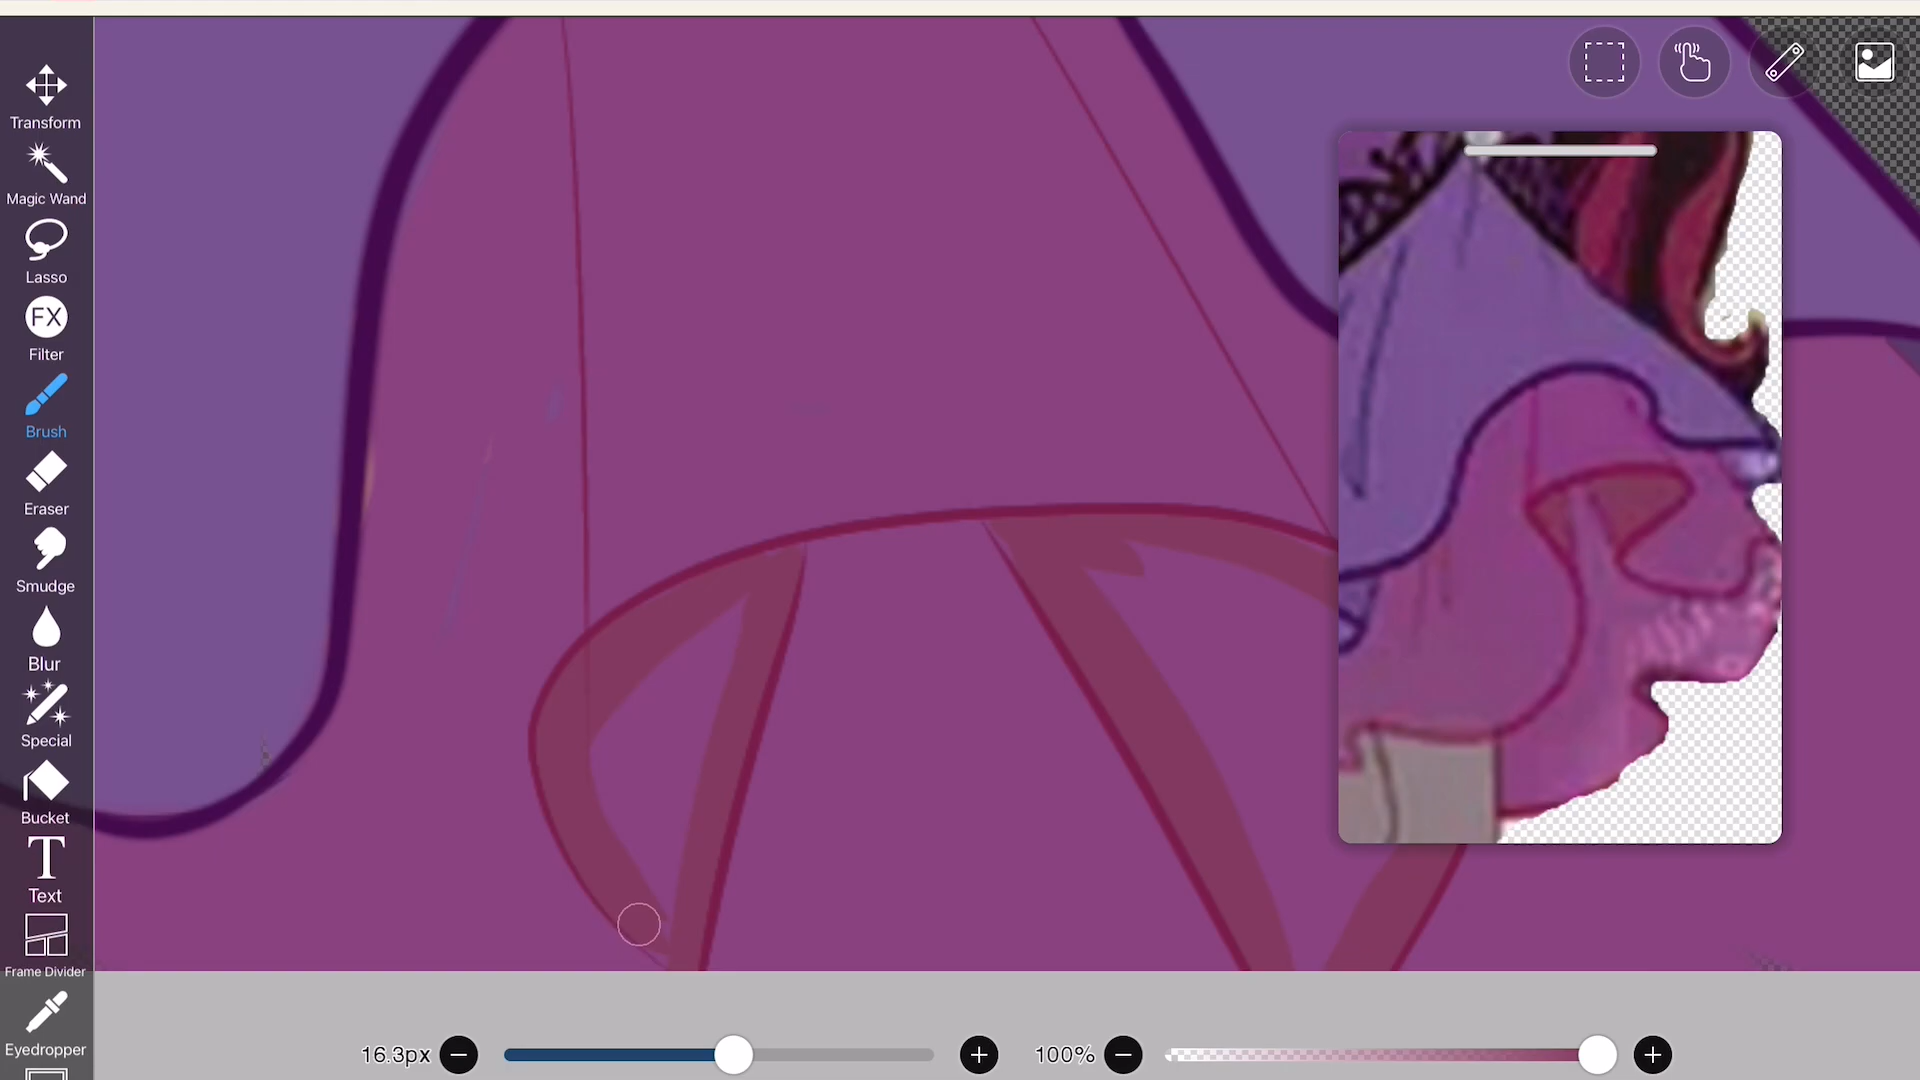 Transform
Magic Wand
Lasso
FX
Filter
Brush
Eraser
Smudge
Blur
Special
Bucket
T
Text
Frame Divider
Eyedropper
16.3px
100%